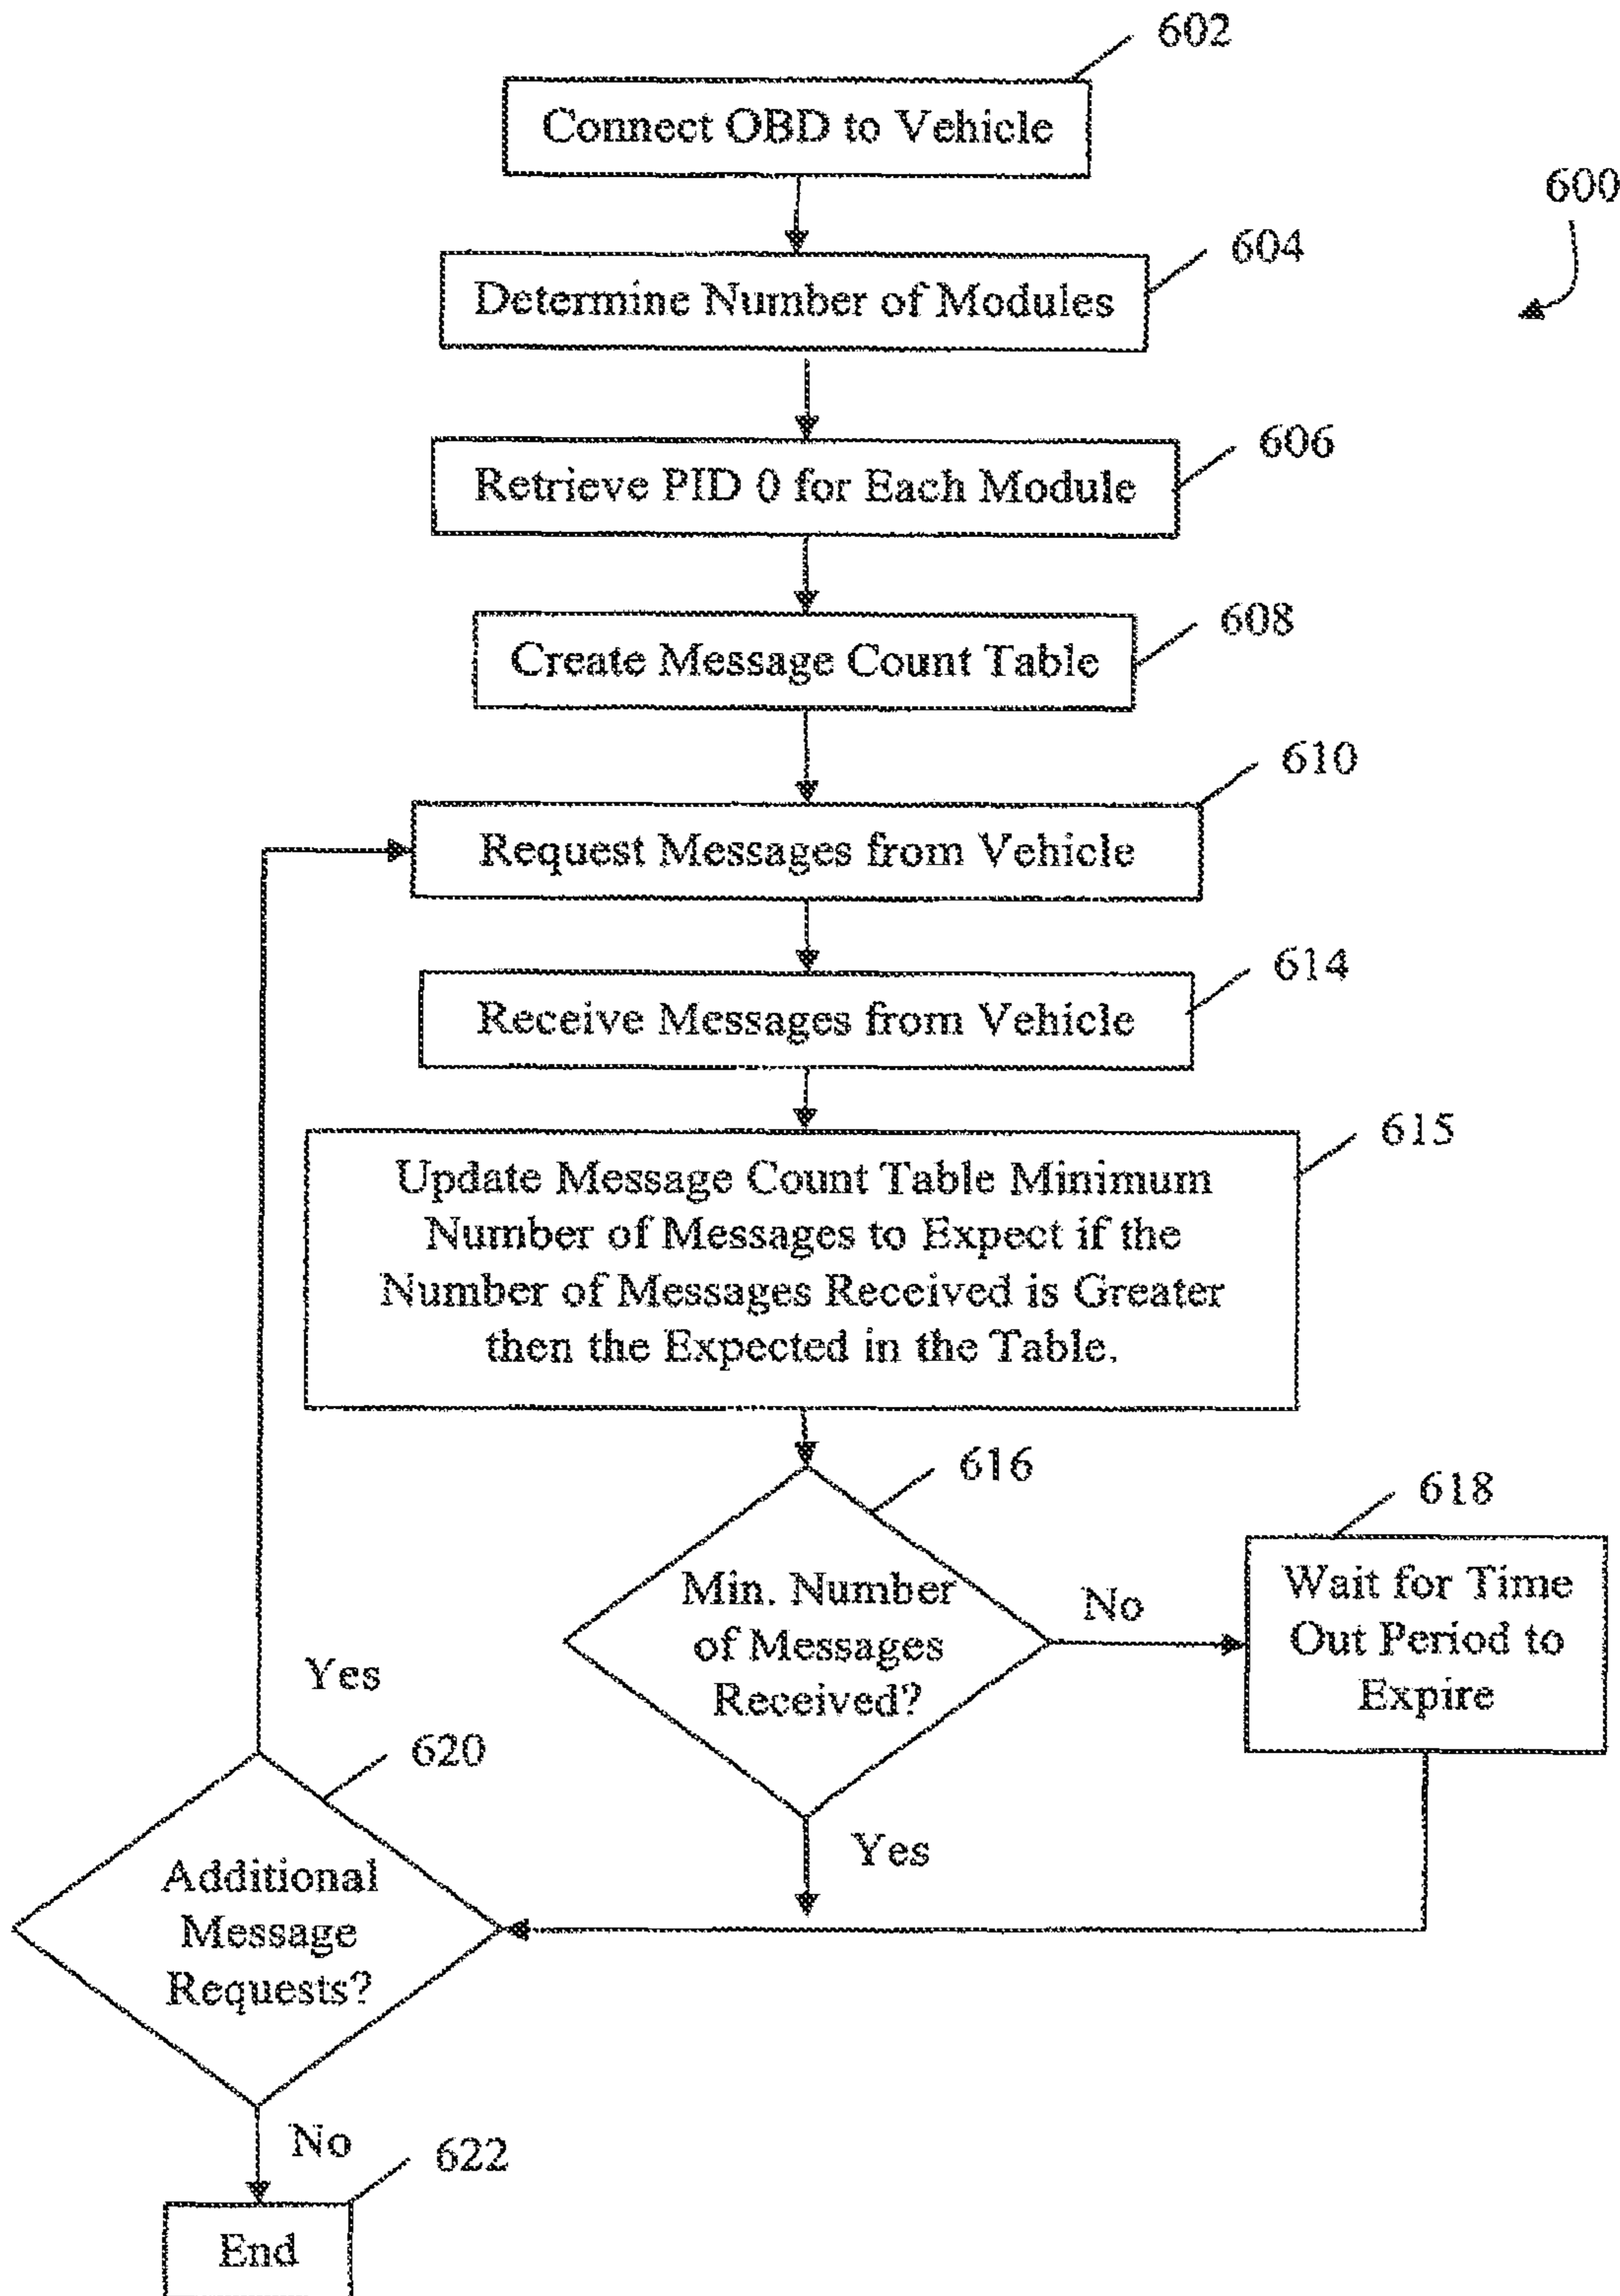 602
Connect OBD to Vehicle
600
604
Determine Number of Modules
606
Retrieve PID 0 for Each Module
608
Create Message Count Table
610
Request Messages from Vehicle
614
Receive Messages from Vehicle
615
Update Message Count Table Minimum
Number of Messages to Expect if the
Number of Messages Received is Greater
then the Expected in the Table.
616
Min. Number
of Messages
Received?
No
618
Wait for Time
Out Period to
Expire
Yes
Yes
620
Additional
Message
Requests?
No
622
End